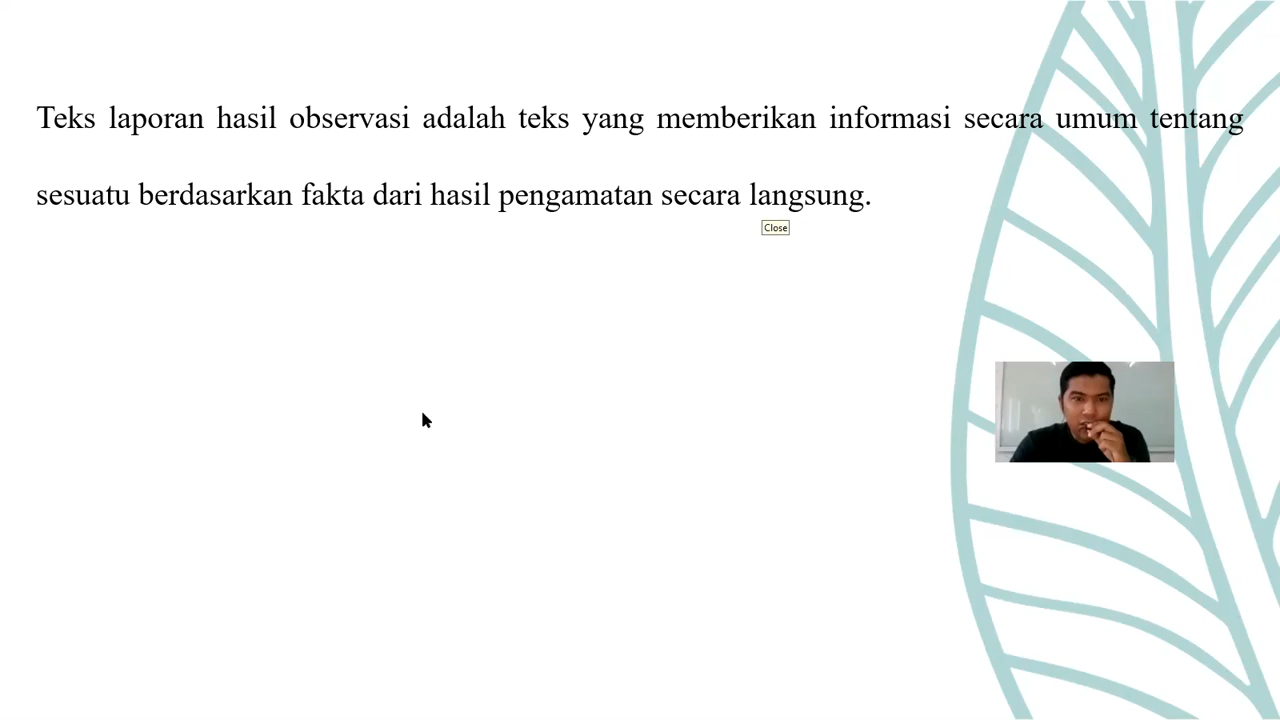 Teks laporan hasil observasi adalah teks yang memberikan informasi secara umum tentang
sesuatu berdasarkan fakta dari hasil pengamatan secara langsung.
Close